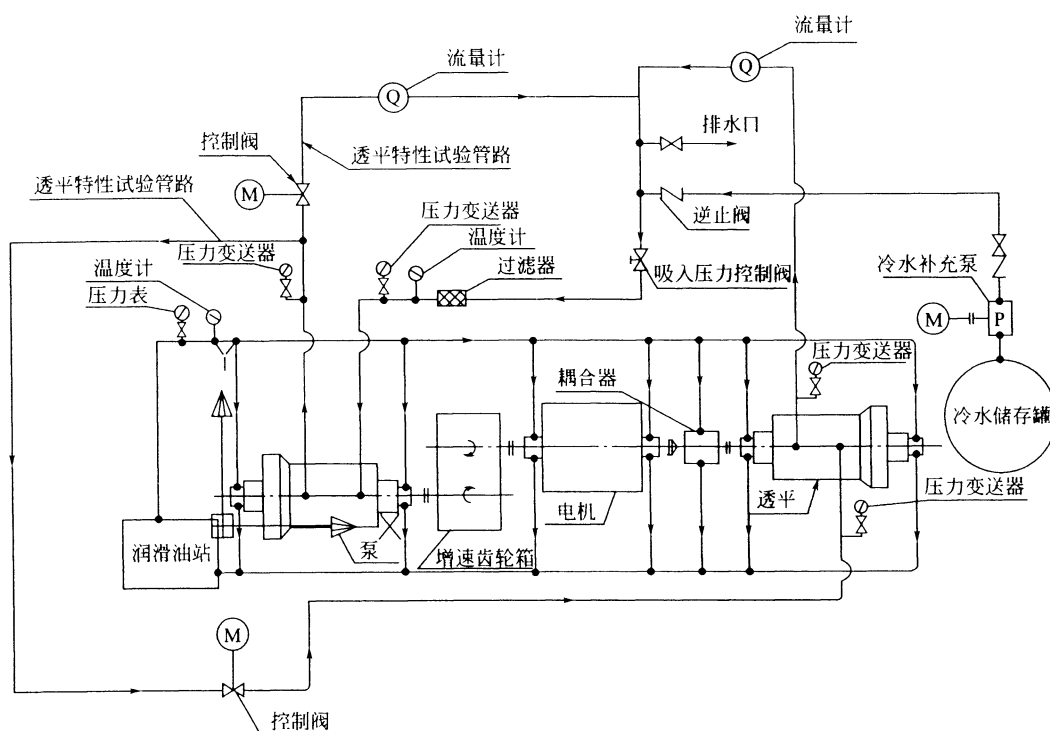 流量计
流量计
Q
Q
排水口
控制阀
透平特性试验管路
透平特性试验管路
M
压力变送器
逆止阀
压力变送器
温度计
温度计
过滤器
吸入压力控制阀
冷水补充泵
压力表
M
P
压力变送器
耦合器
冷水储存罐
透平
压力变送器
电机
润滑油站
泵
增速齿轮箱
M
控制阀